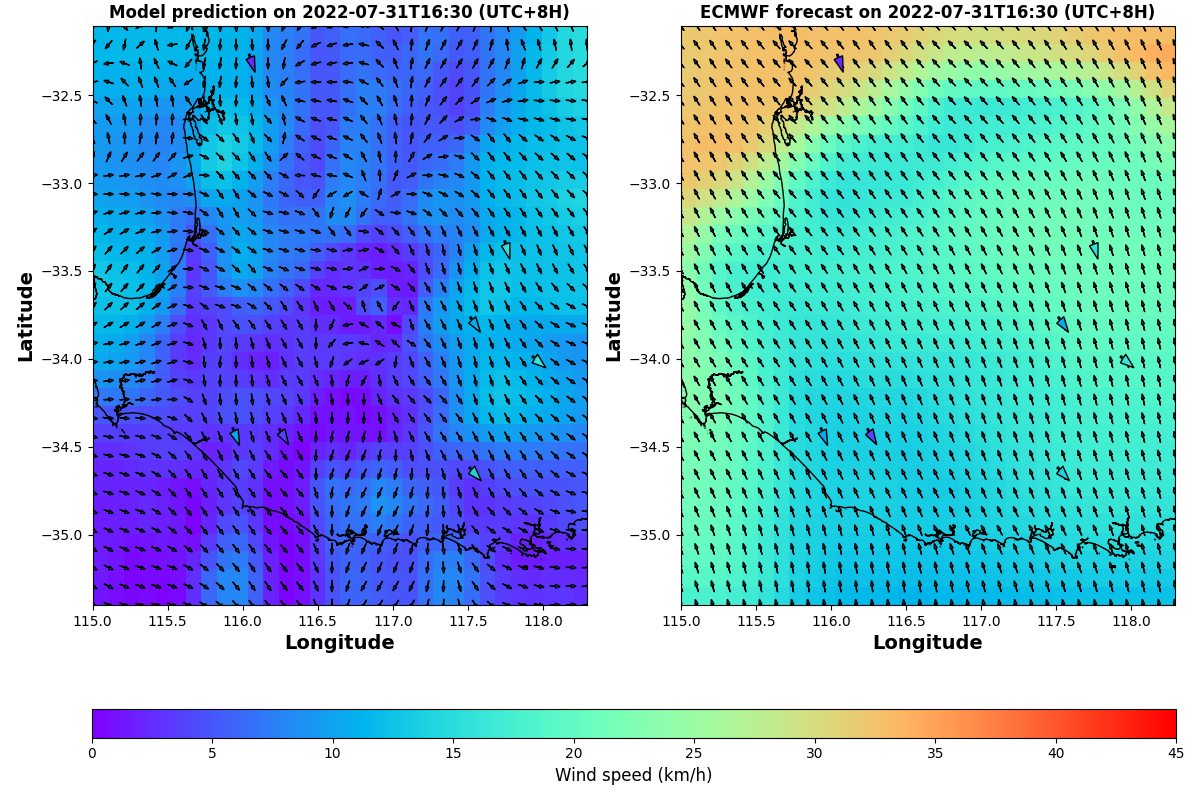 Model prediction on 2022-07-31T16:30 (UTC+8H)
ECMWF forecast on 2022-07-31T16:30 (UTC+8H)
−32.5
−33.0
−33.5
−34.0
−34.5
−35.0
Latitude
115.0 115.5 116.0 116.5 117.0 117.5 118.0
Longitude
−32.5
−33.0
−33.5
−34.0
−34.5
−35.0
Latitude
115.0 115.5 116.0 116.5 117.0 117.5 118.0
Longitude
0 5 10 15 20 25 30 35 40 45
Wind speed (km/h)